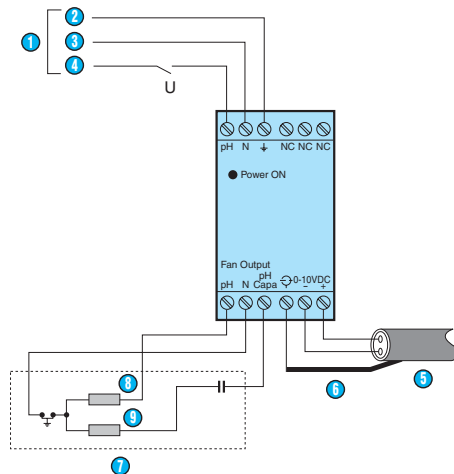 2
1
3
4
U
pH N ⏚ NC NC NC
Power ON
Fan Output
pH N pH Capa 0-10VDC
- +
8
9
6
5
7